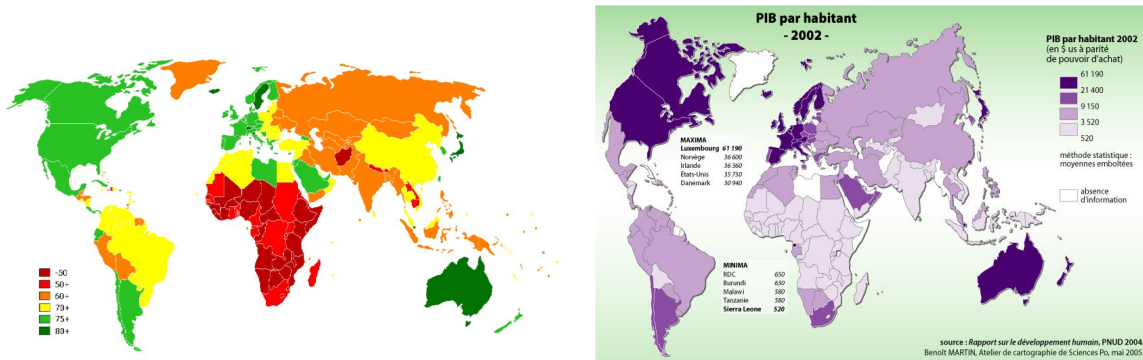 -50
50+
60+
70+
75+
80+
PIB par habitant
- 2002 -
PIB par habitant 2002
(en $ us à parité
de pouvoir d'achat)
61 190
21 400
9 150
3 520
520
méthode statistique :
moyennes emboîtées
absence
d'information
MAXIMA
Luxembourg 61 190
Norvège 36 600
Irlande 36 360
États-Unis 35 750
Danemark 30 940
MINIMA
RDC 650
Burundi 630
Malawi 580
Tanzanie 580
Sierra Leone 520
source : Rapport sur le développement humain, PNUD 2004
Benoît MARTIN, Atelier de cartographie de Sciences Po, mai 2005